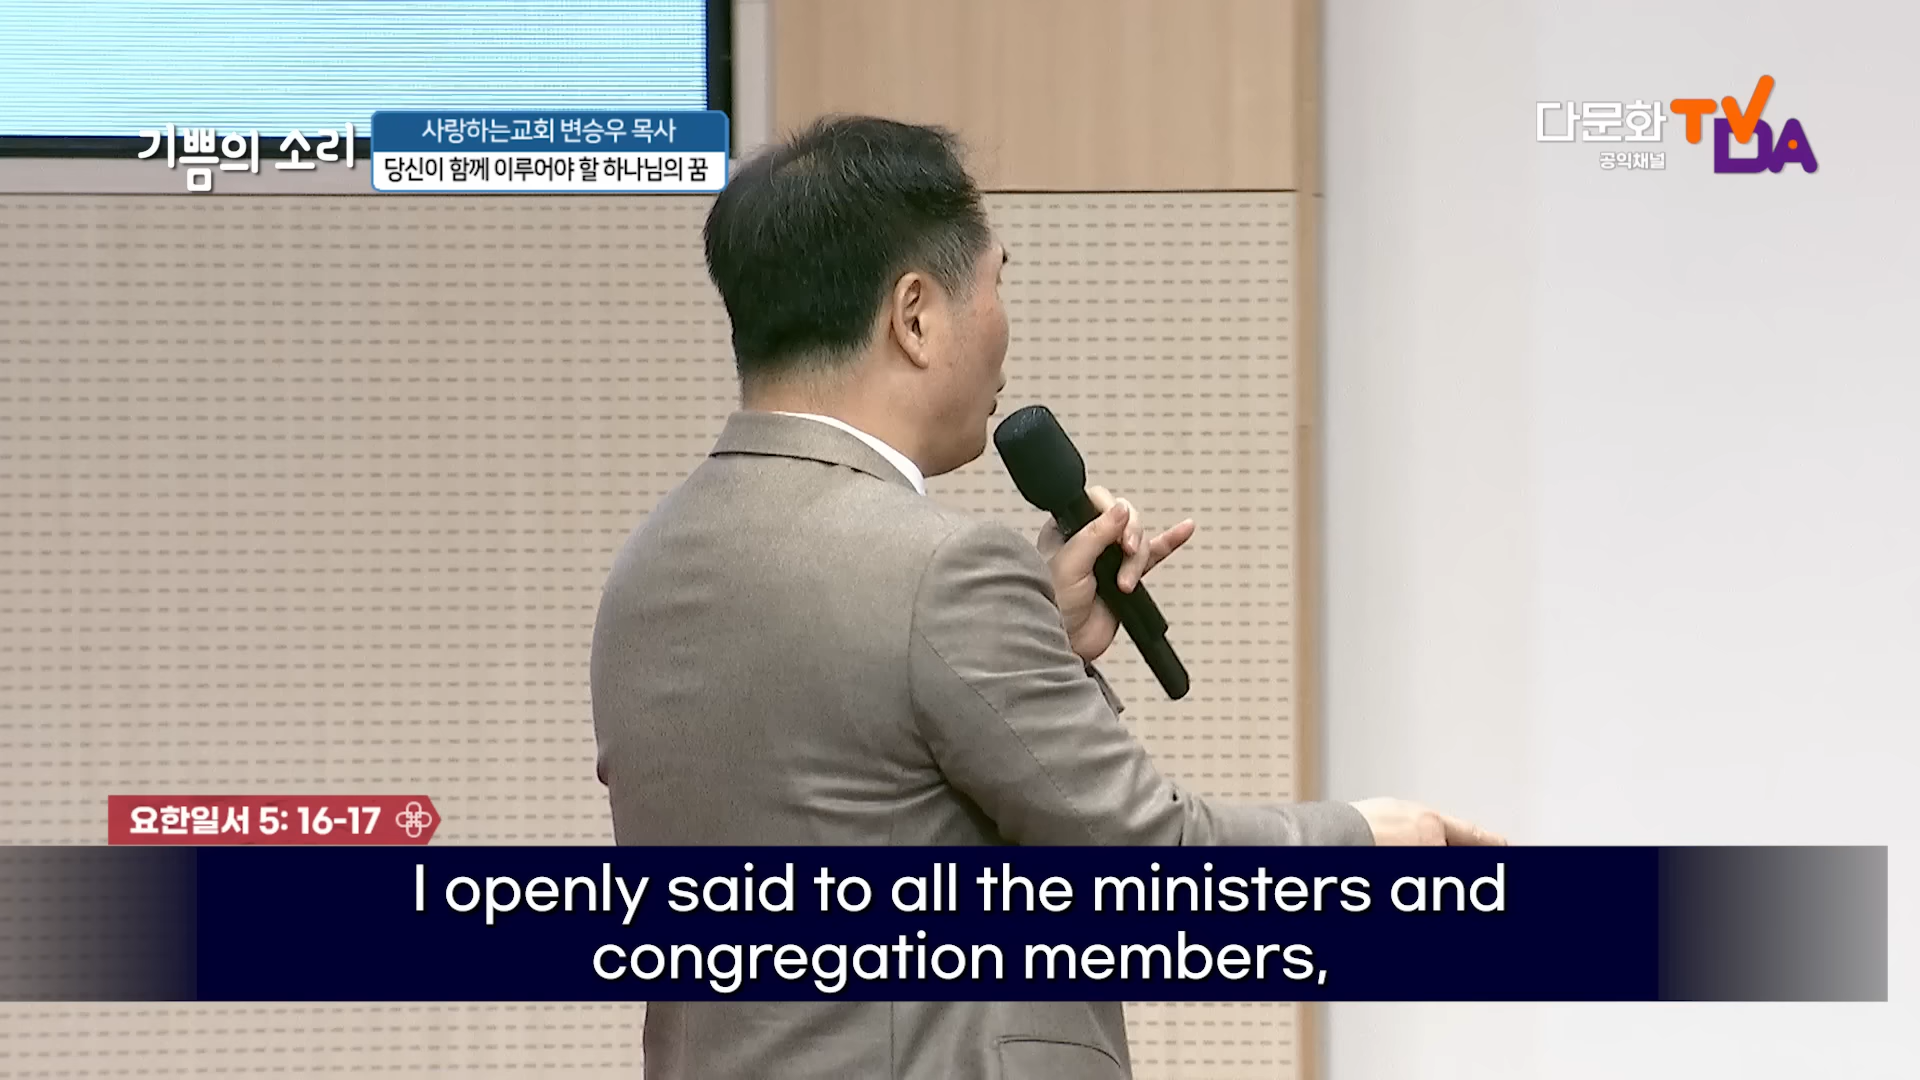 기쁨의 소리
사랑하는교회 변승우 목사
당신이 함께 이루어야 할 하나님의 꿈
다문화 TV
공익채널 DA
요한일서 5: 16-17
I openly said to all the ministers and
congregation members,